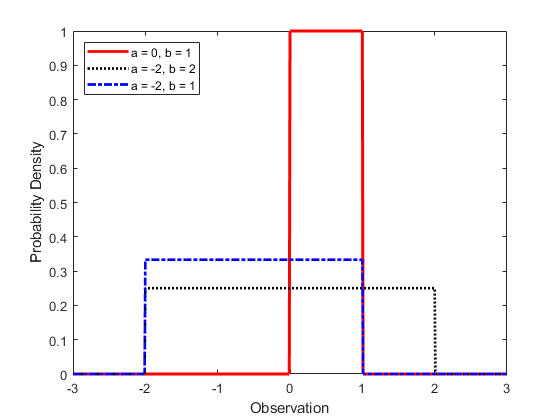 1
0.9
0.8
0.7
0.6
0.5
0.4
0.3
0.2
0.1
0
Probability Density
a = 0, b = 1
a = -2, b = 2
a = -2, b = 1
-3 -2 -1 0 1 2 3
Observation